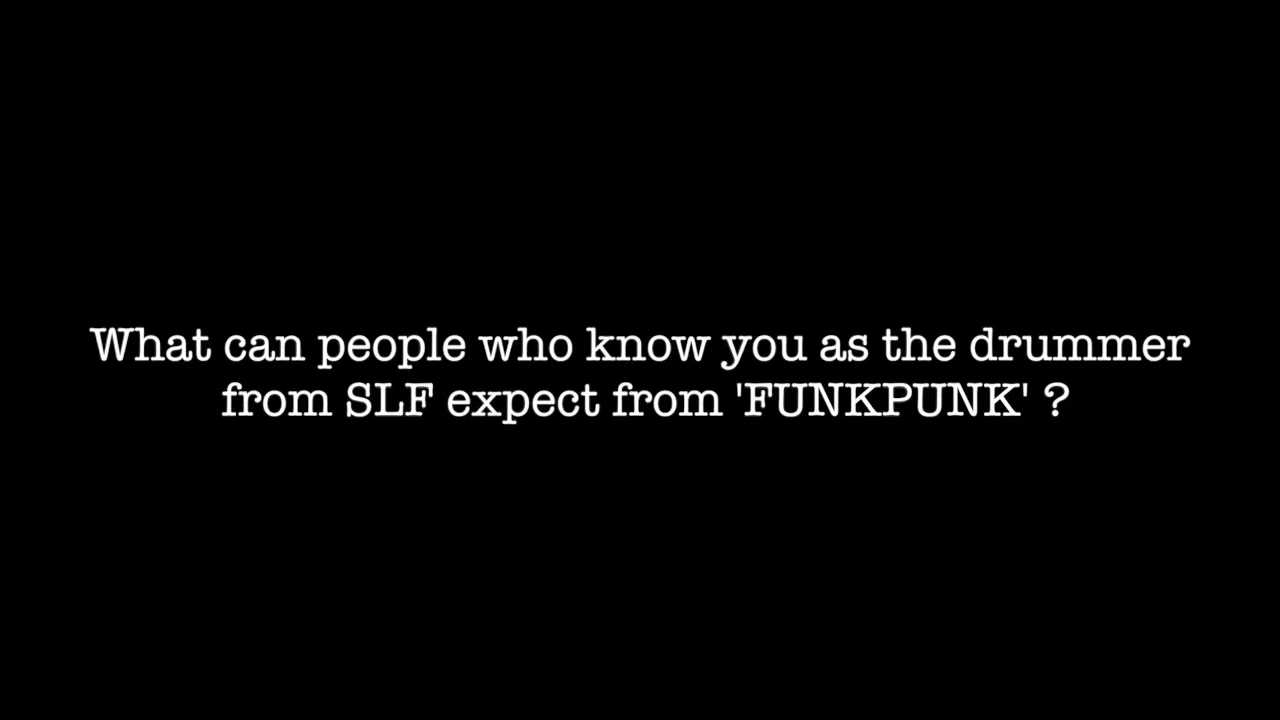 What can people who know you as the drummer
from SLF expect from 'FUNKPUNK' ?